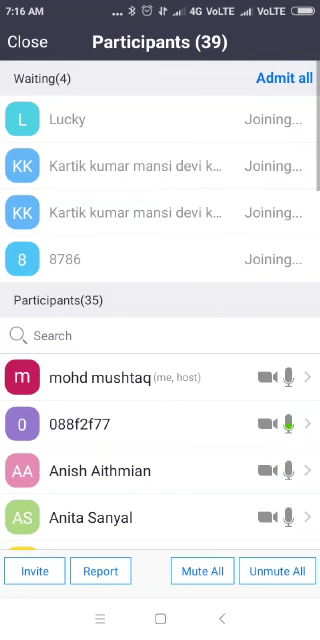 7:16 AM ... 4G VoLTE VoLTE
Close Participants (39)
Waiting(4) Admit all
L Lucky Joining...
KK Kartik kumar mansi devi k... Joining...
KK Kartik kumar mansi devi k... Joining...
8 8786 Joining...
Participants(35)
Search
m mohd mushtaq (me, host)
0 088f2f77
AA Anish Aithmian
AS Anita Sanyal
Invite Report Mute All Unmute All